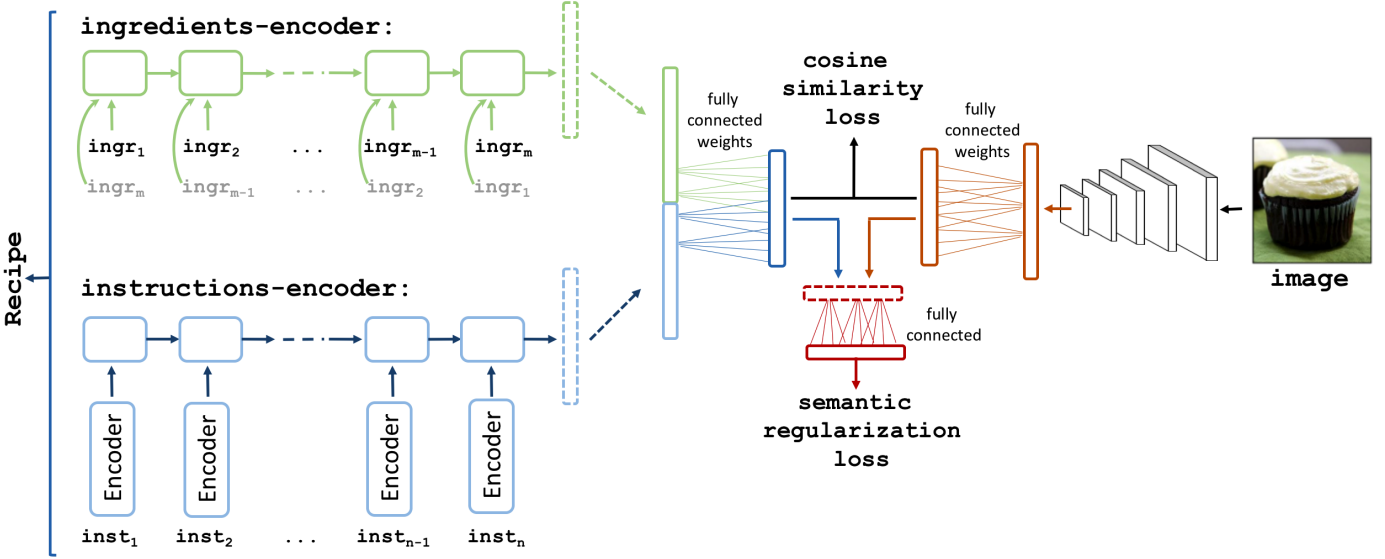 Recipe
ingredients-encoder:
ingr₁ ingr₂ ... ingrₘ₋₁ ingrₘ
ingrₘ ingrₘ₋₁ ... ingr₂ ingr₁
instructions-encoder:
Encoder Encoder Encoder Encoder
inst₁ inst₂ ... instₙ₋₁ instₙ
fully
connected
weights
cosine
similarity
loss
fully
connected
weights
fully
connected
semantic
regularization
loss
image